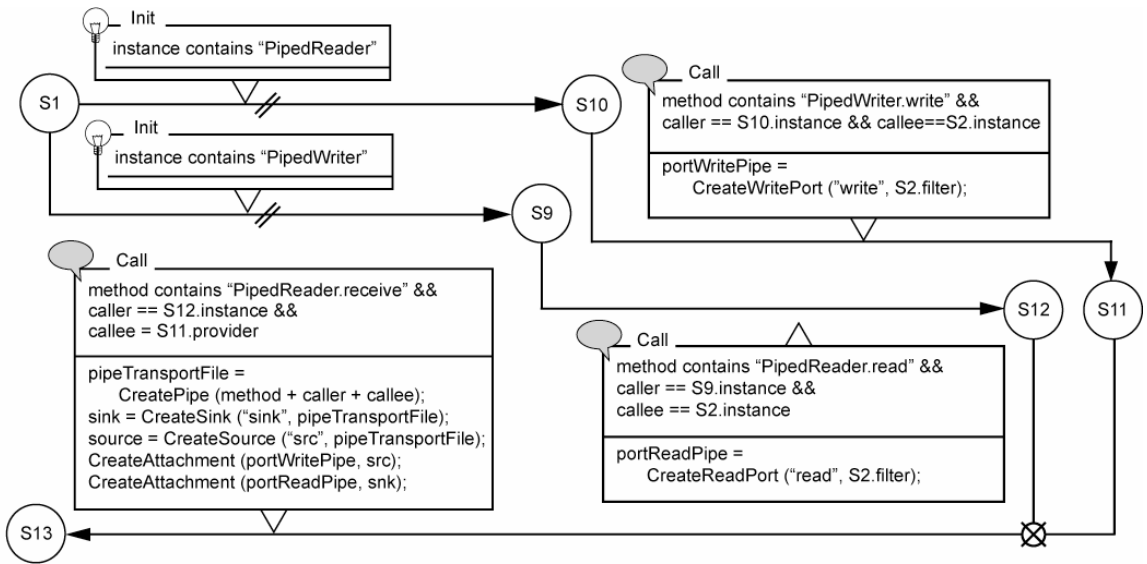 Init
instance contains “PipedReader”
S1
S10
Init
instance contains “PipedWriter”
Call
method contains “PipedWriter.write” &&
caller == S10.instance && callee==S2.instance
portWritePipe =
CreateWritePort (”write”, S2.filter);
S9
Call
method contains “PipedReader.receive” &&
caller == S12.instance &&
callee = S11.provider
pipeTransportFile =
CreatePipe (method + caller + callee);
sink = CreateSink (“sink”, pipeTransportFile);
source = CreateSource (“src”, pipeTransportFile);
CreateAttachment (portWritePipe, src);
CreateAttachment (portReadPipe, snk);
S12
S11
Call
method contains “PipedReader.read” &&
caller == S9.instance &&
callee == S2.instance
portReadPipe =
CreateReadPort (“read”, S2.filter);
S13